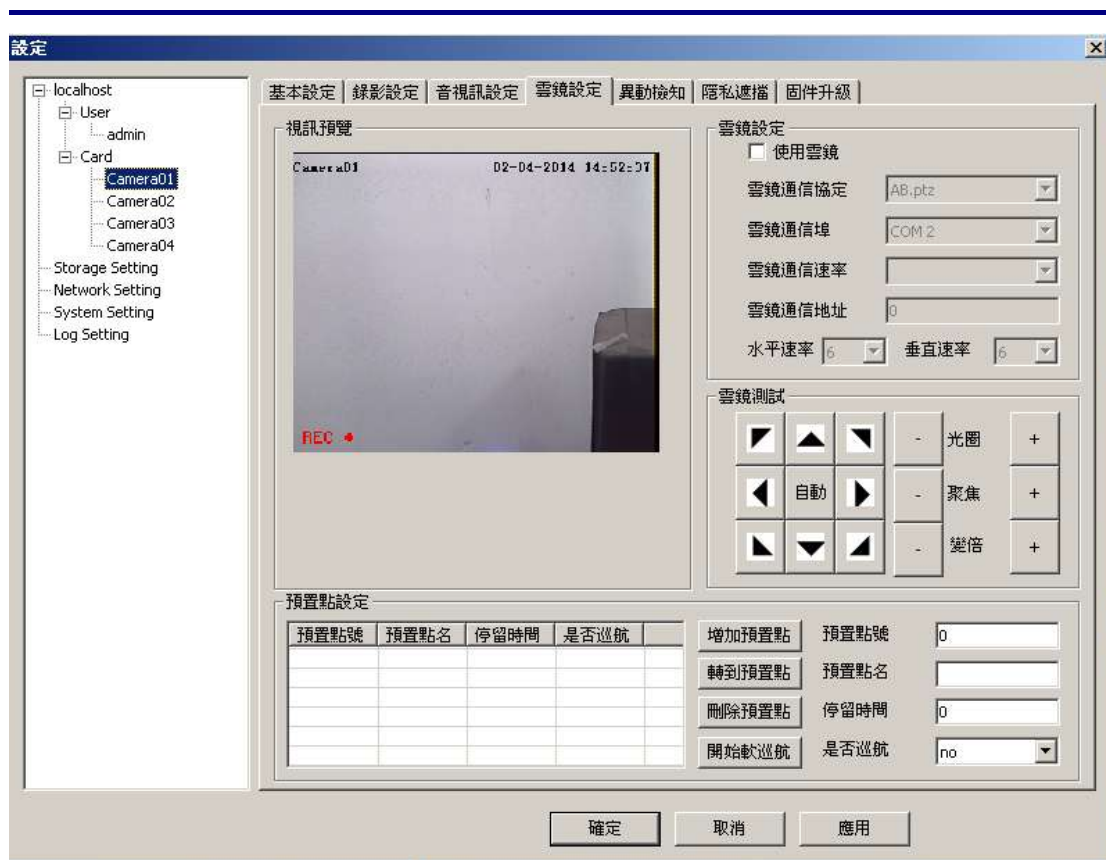 設定
localhost
User
admin
Card
Camera01
Camera02
Camera03
Camera04
Storage Setting
Network Setting
System Setting
Log Setting
基本設定 錄影設定 音視訊設定 雲鏡設定 異動檢知 隱私遮擋 固件升級
視訊預覽
Camera01 02-04-2014 14:52:37
REC
雲鏡設定
使用雲鏡
雲鏡通信協定 AB.ptz
雲鏡通信埠 COM 2
雲鏡通信速率
雲鏡通信地址 0
水平速率 6 垂直速率 6
雲鏡測試
- 光圈 +
自動 - 聚焦 +
- 變倍 +
預置點設定
預置點號 預置點名 停留時間 是否巡航
增加預置點 預置點號 0
轉到預置點 預置點名
刪除預置點 停留時間 0
開始軟巡航 是否巡航 no
確定 取消 應用